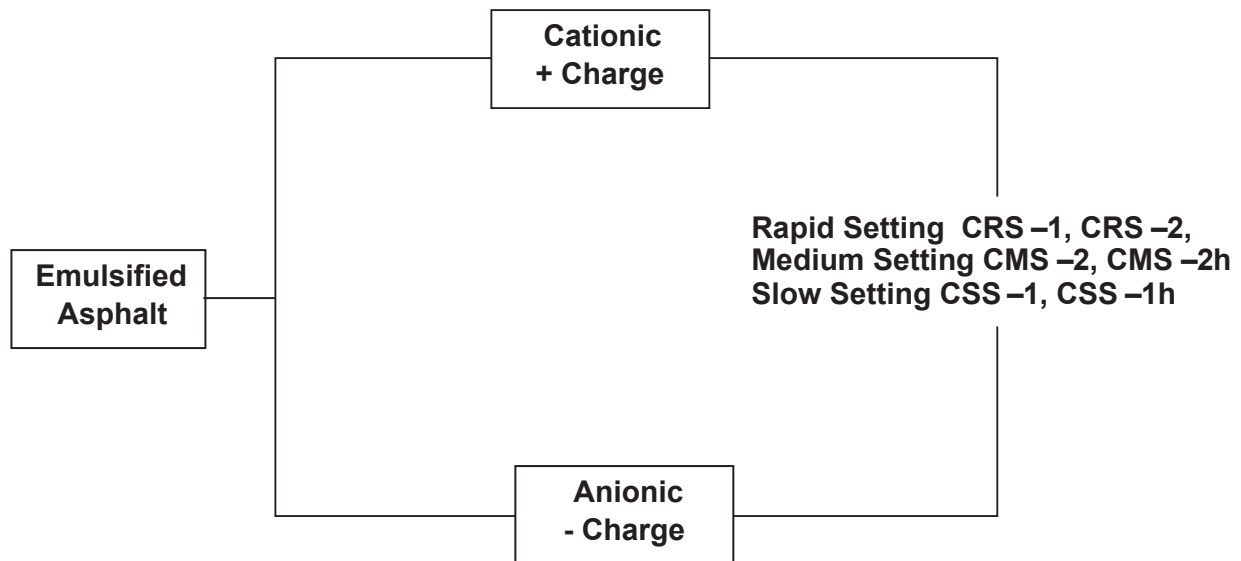 Cationic
+ Charge
Emulsified
Asphalt
Rapid Setting CRS –1, CRS –2,
Medium Setting CMS –2, CMS –2h
Slow Setting CSS –1, CSS –1h
Anionic
- Charge